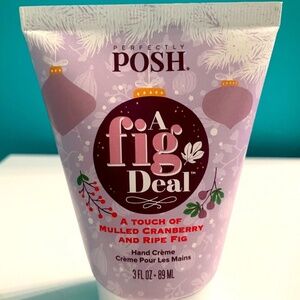 PERFECTLY
POSH®
A
fig
Deal™
A TOUCH OF
MULLED CRANBERRY
AND RIPE FIG
Hand Crème
Crème Pour Les Mains
3 FL OZ • 89 ML